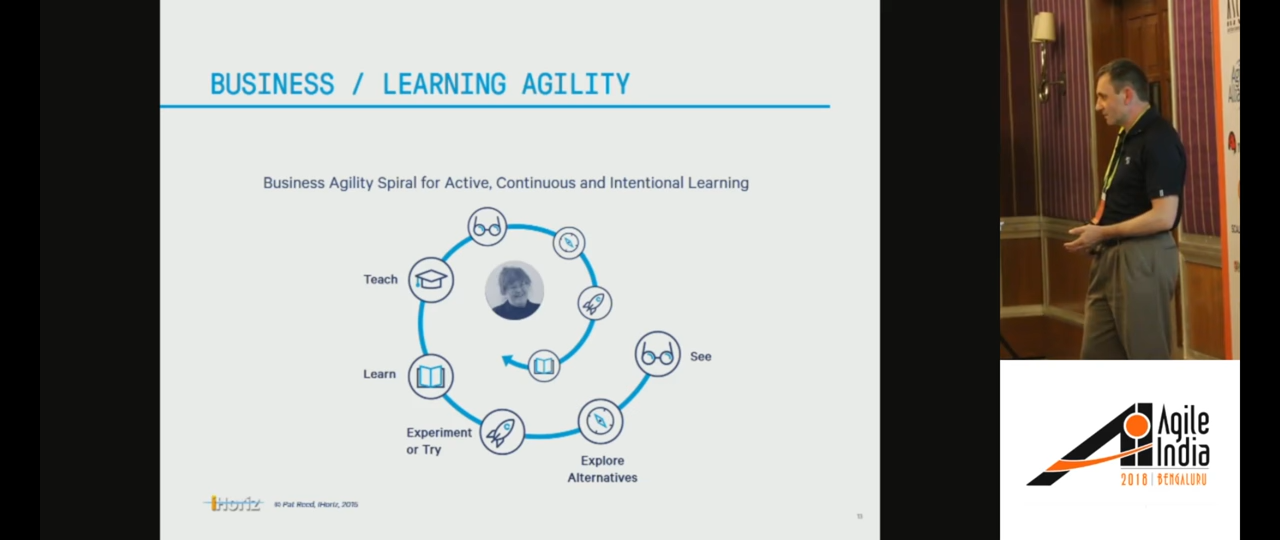 BUSINESS / LEARNING AGILITY
Business Agility Spiral for Active, Continuous and Intentional Learning
Teach
See
Learn
Experiment
or Try
Explore
Alternatives
iHoriz
© Pat Reed, iHoriz, 2015
Agile
India
2018 | BENGALURU